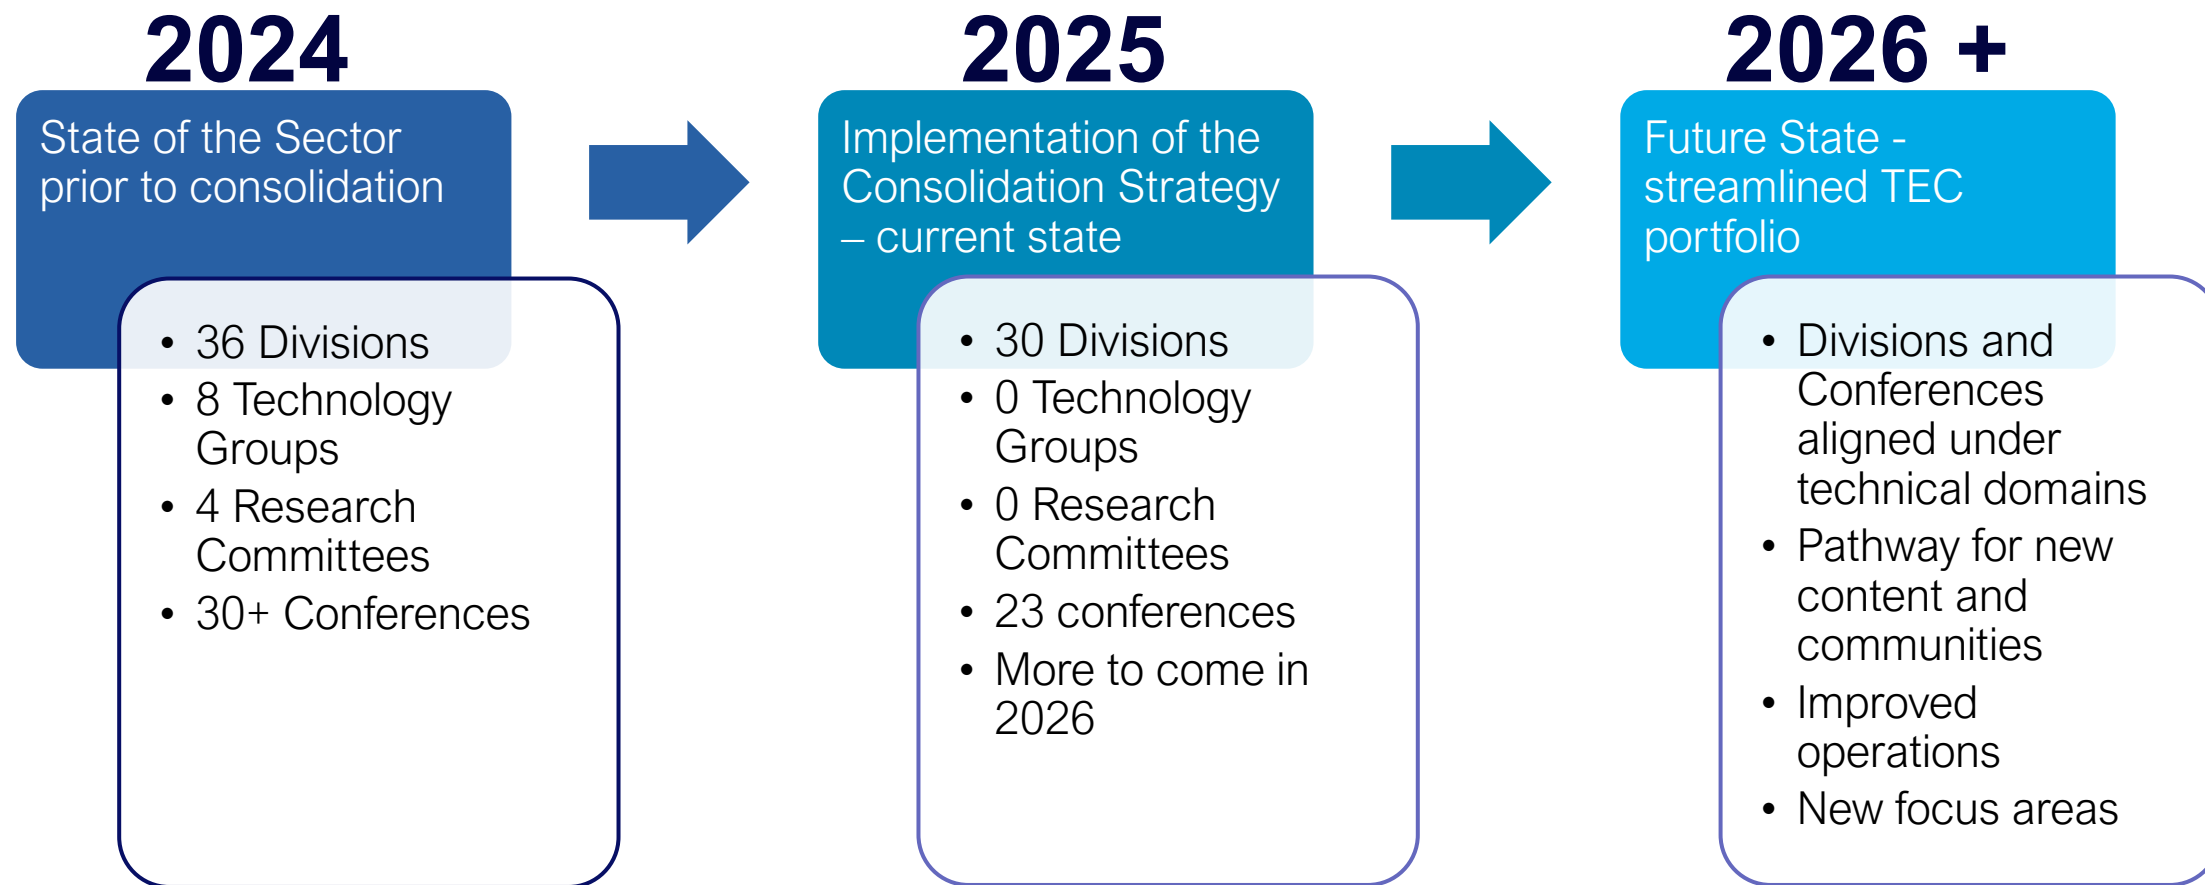 2024
State of the Sector
prior to consolidation
• 36 Divisions
• 8 Technology
Groups
• 4 Research
Committees
• 30+ Conferences
2025
Implementation of the
Consolidation Strategy
– current state
• 30 Divisions
• 0 Technology
Groups
• 0 Research
Committees
• 23 conferences
• More to come in
2026
2026 +
Future State -
streamlined TEC
portfolio
• Divisions and
Conferences
aligned under
technical domains
• Pathway for new
content and
communities
• Improved
operations
• New focus areas